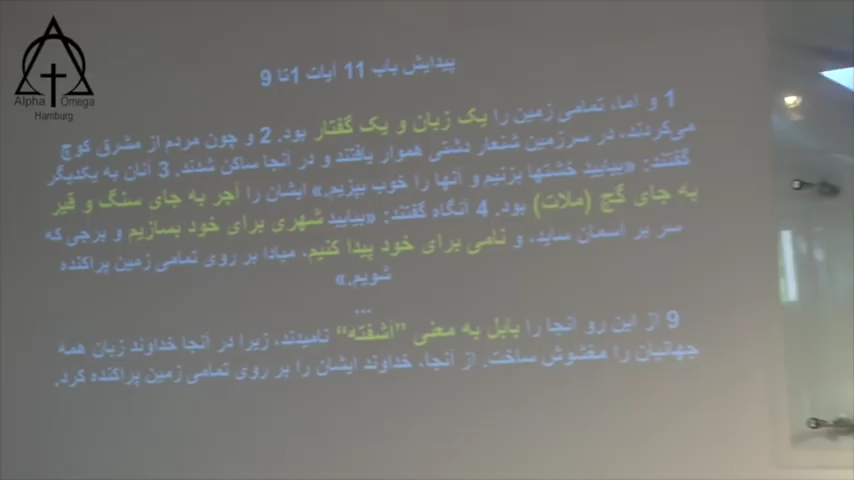 Alpha Omega
Hamburg
پیدایش باب 11 آیات 1تا 9
1 و اما، تمامی زمین را یک زبان و یک گفتار بود. 2 و چون مردم از مشرق کوچ
می‌کردند، در سرزمین شنعار دشتی هموار یافتند و در آنجا ساکن شدند. 3 آنان به یکدیگر
گفتند: «بیایید خشتها بزنیم و آنها را خوب بپزیم.» ایشان را آجر به جای سنگ و قیر
به جای گچ (ملات) بود. 4 آنگاه گفتند: «بیایید شهری برای خود بسازیم و برجی که
سر بر آسمان ساید، و نامی برای خود پیدا کنیم، مبادا بر روی تمامی زمین پراکنده
شویم.»
...
9 از این رو آنجا را بابل به معنی “آشفته” نامیدند، زیرا در آنجا خداوند زبان همه
جهانیان را مغشوش ساخت. از آنجا، خداوند ایشان را بر روی تمامی زمین پراکنده کرد.